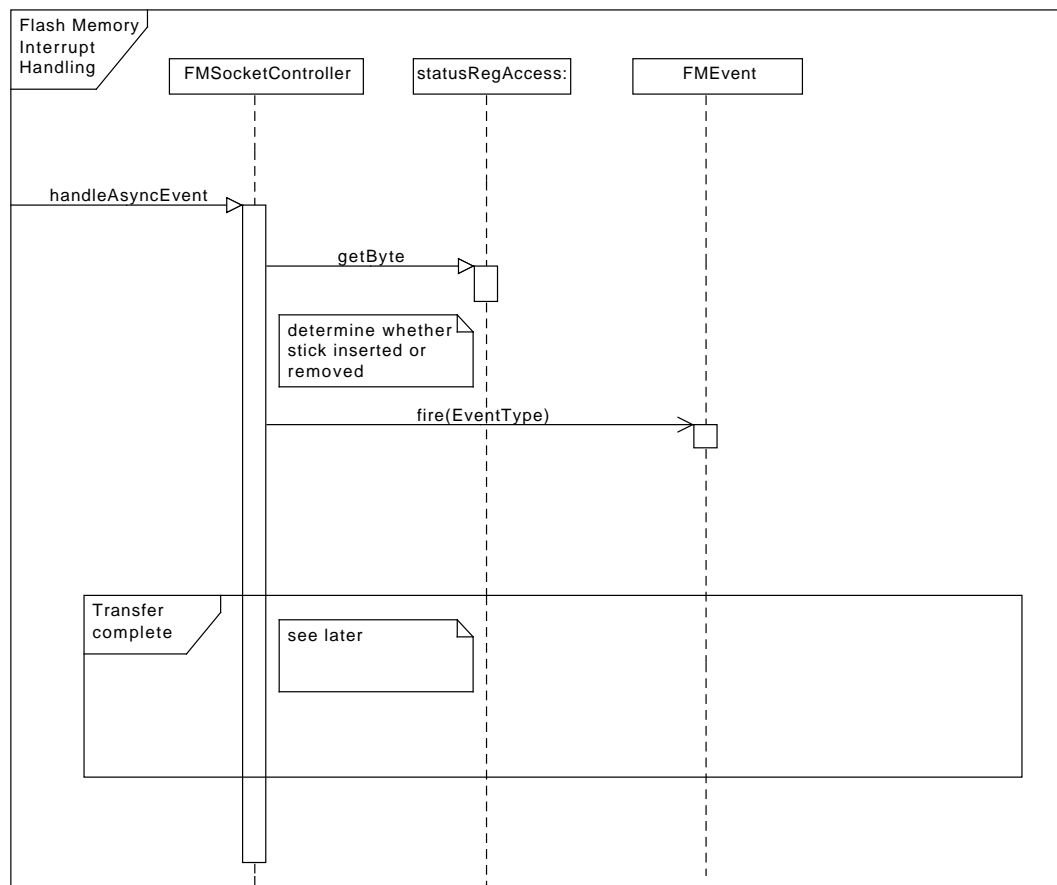 Flash Memory
Interrupt
Handling
FMSocketController
statusRegAccess:
FMEvent
handleAsyncEvent
getByte
determine whether
stick inserted or
removed
fire(EventType)
Transfer
complete
see later